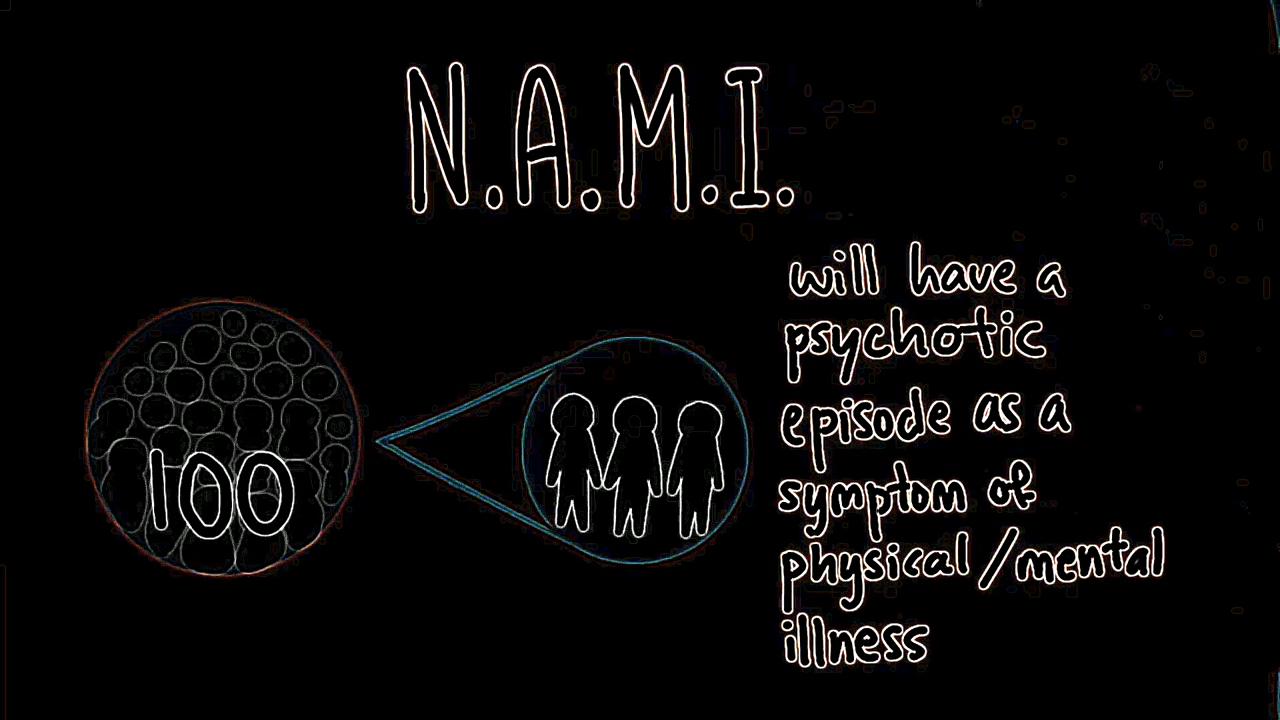 N.A.M.I.
100
will have a
psychotic
episode as a
symptom of
physical/mental
illness